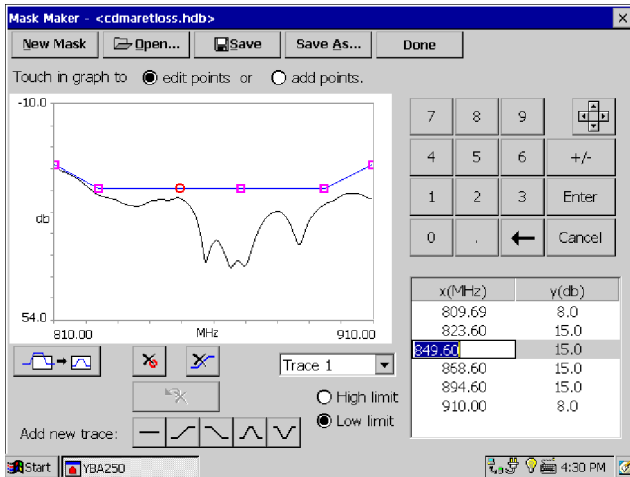 Mask Maker - <cdmaretloss.hdb>
New Mask Open... Save Save As... Done
Touch in graph to edit points or add points.
-10.0
db
54.0
810.00 MHz 910.00
7 8 9
4 5 6 +/-
1 2 3 Enter
0 . Cancel
x(MHz) y(db)
809.69 8.0
823.60 15.0
849.60 15.0
868.60 15.0
894.60 15.0
910.00 8.0
Trace 1
High limit
Low limit
Add new trace:
Start YBA250 4:30 PM